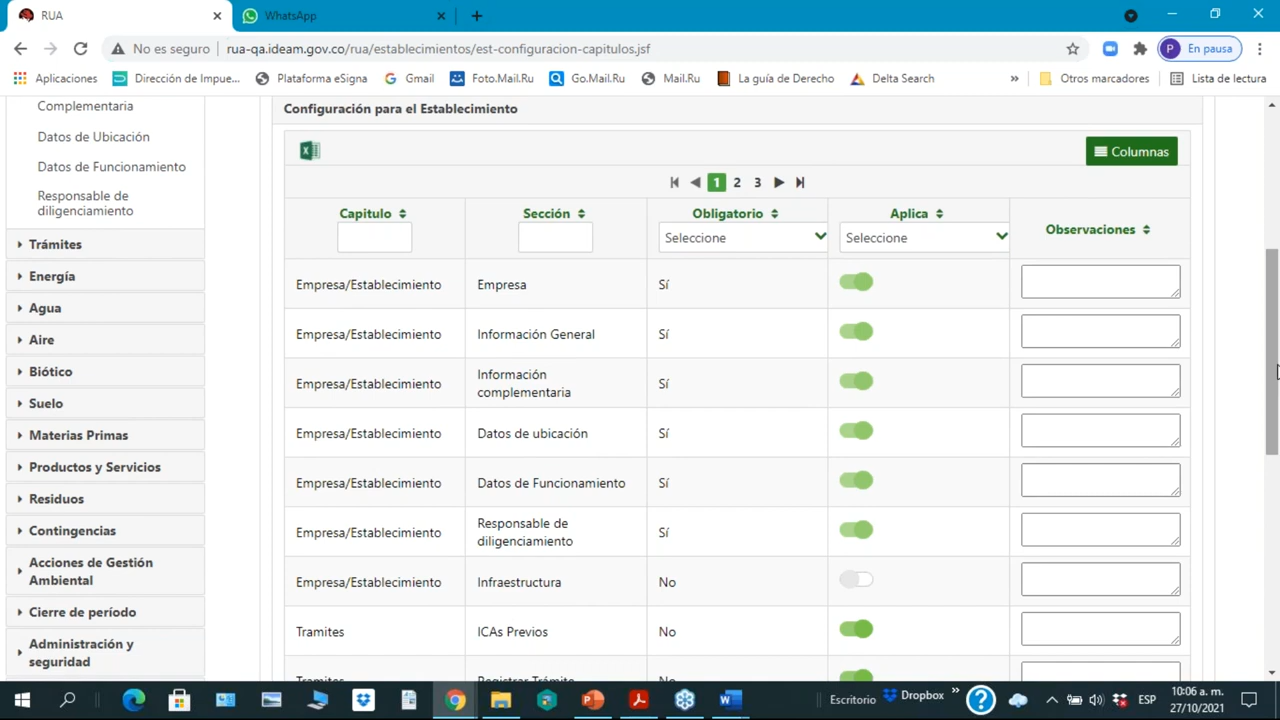 RUA
WhatsApp
No es seguro
rua-qa.ideam.gov.co/rua/establecimientos/est-configuracion-capitulos.jsf
P
En pausa
Aplicaciones
Dirección de Impue...
Plataforma eSigna
Gmail
Foto.Mail.Ru
Go.Mail.Ru
Mail.Ru
La guía de Derecho
Delta Search
»
Otros marcadores
Lista de lectura
Complementaria
Datos de Ubicación
Datos de Funcionamiento
Responsable de
diligenciamiento
Trámites
Energía
Agua
Aire
Biótico
Suelo
Materias Primas
Productos y Servicios
Residuos
Contingencias
Acciones de Gestión
Ambiental
Cierre de período
Administración y
seguridad
Configuración para el Establecimiento
Columnas
1 2 3
Capitulo Sección Obligatorio Aplica Observaciones
Seleccione Seleccione
Empresa/Establecimiento Empresa Sí
Empresa/Establecimiento Información General Sí
Empresa/Establecimiento Información complementaria Sí
Empresa/Establecimiento Datos de ubicación Sí
Empresa/Establecimiento Datos de Funcionamiento Sí
Empresa/Establecimiento Responsable de diligenciamiento Sí
Empresa/Establecimiento Infraestructura No
Tramites ICAs Previos No
Tramites Registrar Trámite No
Escritorio
Dropbox
»
ESP
10:06 a. m.
27/10/2021